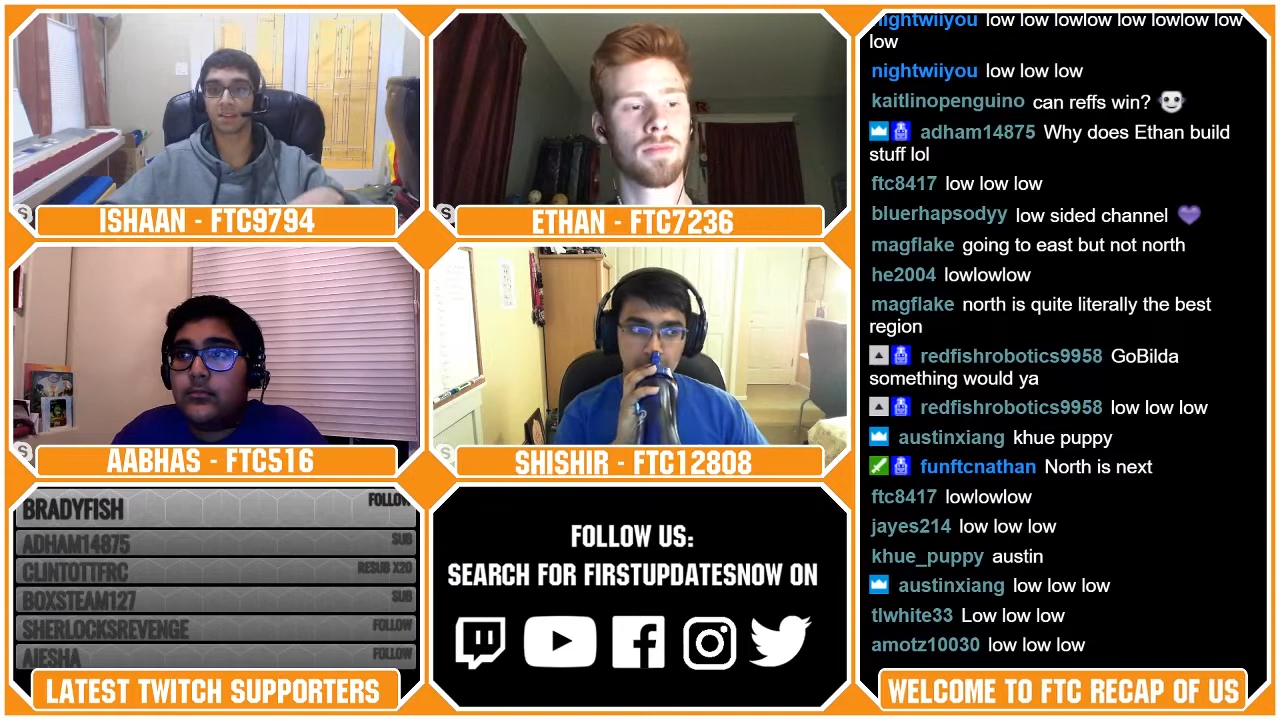 ISHAAN - FTC9794
ETHAN - FTC7236
AABHAS - FTC516
SHISHIR - FTC12808
BRADYFISH FOLLOW
ADHAM14875 SUB
CLINTOTTFRC RESUB X20
BOXSTEAM127 SUB
SHERLOCKSREVENGE FOLLOW
AIESHA FOLLOW
LATEST TWITCH SUPPORTERS
FOLLOW US:
SEARCH FOR FIRSTUPDATESNOW ON
nightwiiyou low low lowlow low lowlow low
low
nightwiiyou low low low
kaitlinopenguino can reffs win?
adham14875 Why does Ethan build
stuff lol
ftc8417 low low low
bluerhapsodyy low sided channel
magflake going to east but not north
he2004 lowlowlow
magflake north is quite literally the best
region
redfishrobotics9958 GoBilda
something would ya
redfishrobotics9958 low low low
austinxiang khue puppy
funftcnathan North is next
ftc8417 lowlowlow
jayes214 low low low
khue_puppy austin
austinxiang low low low
tlwhite33 Low low low
amotz10030 low low low
WELCOME TO FTC RECAP OF US